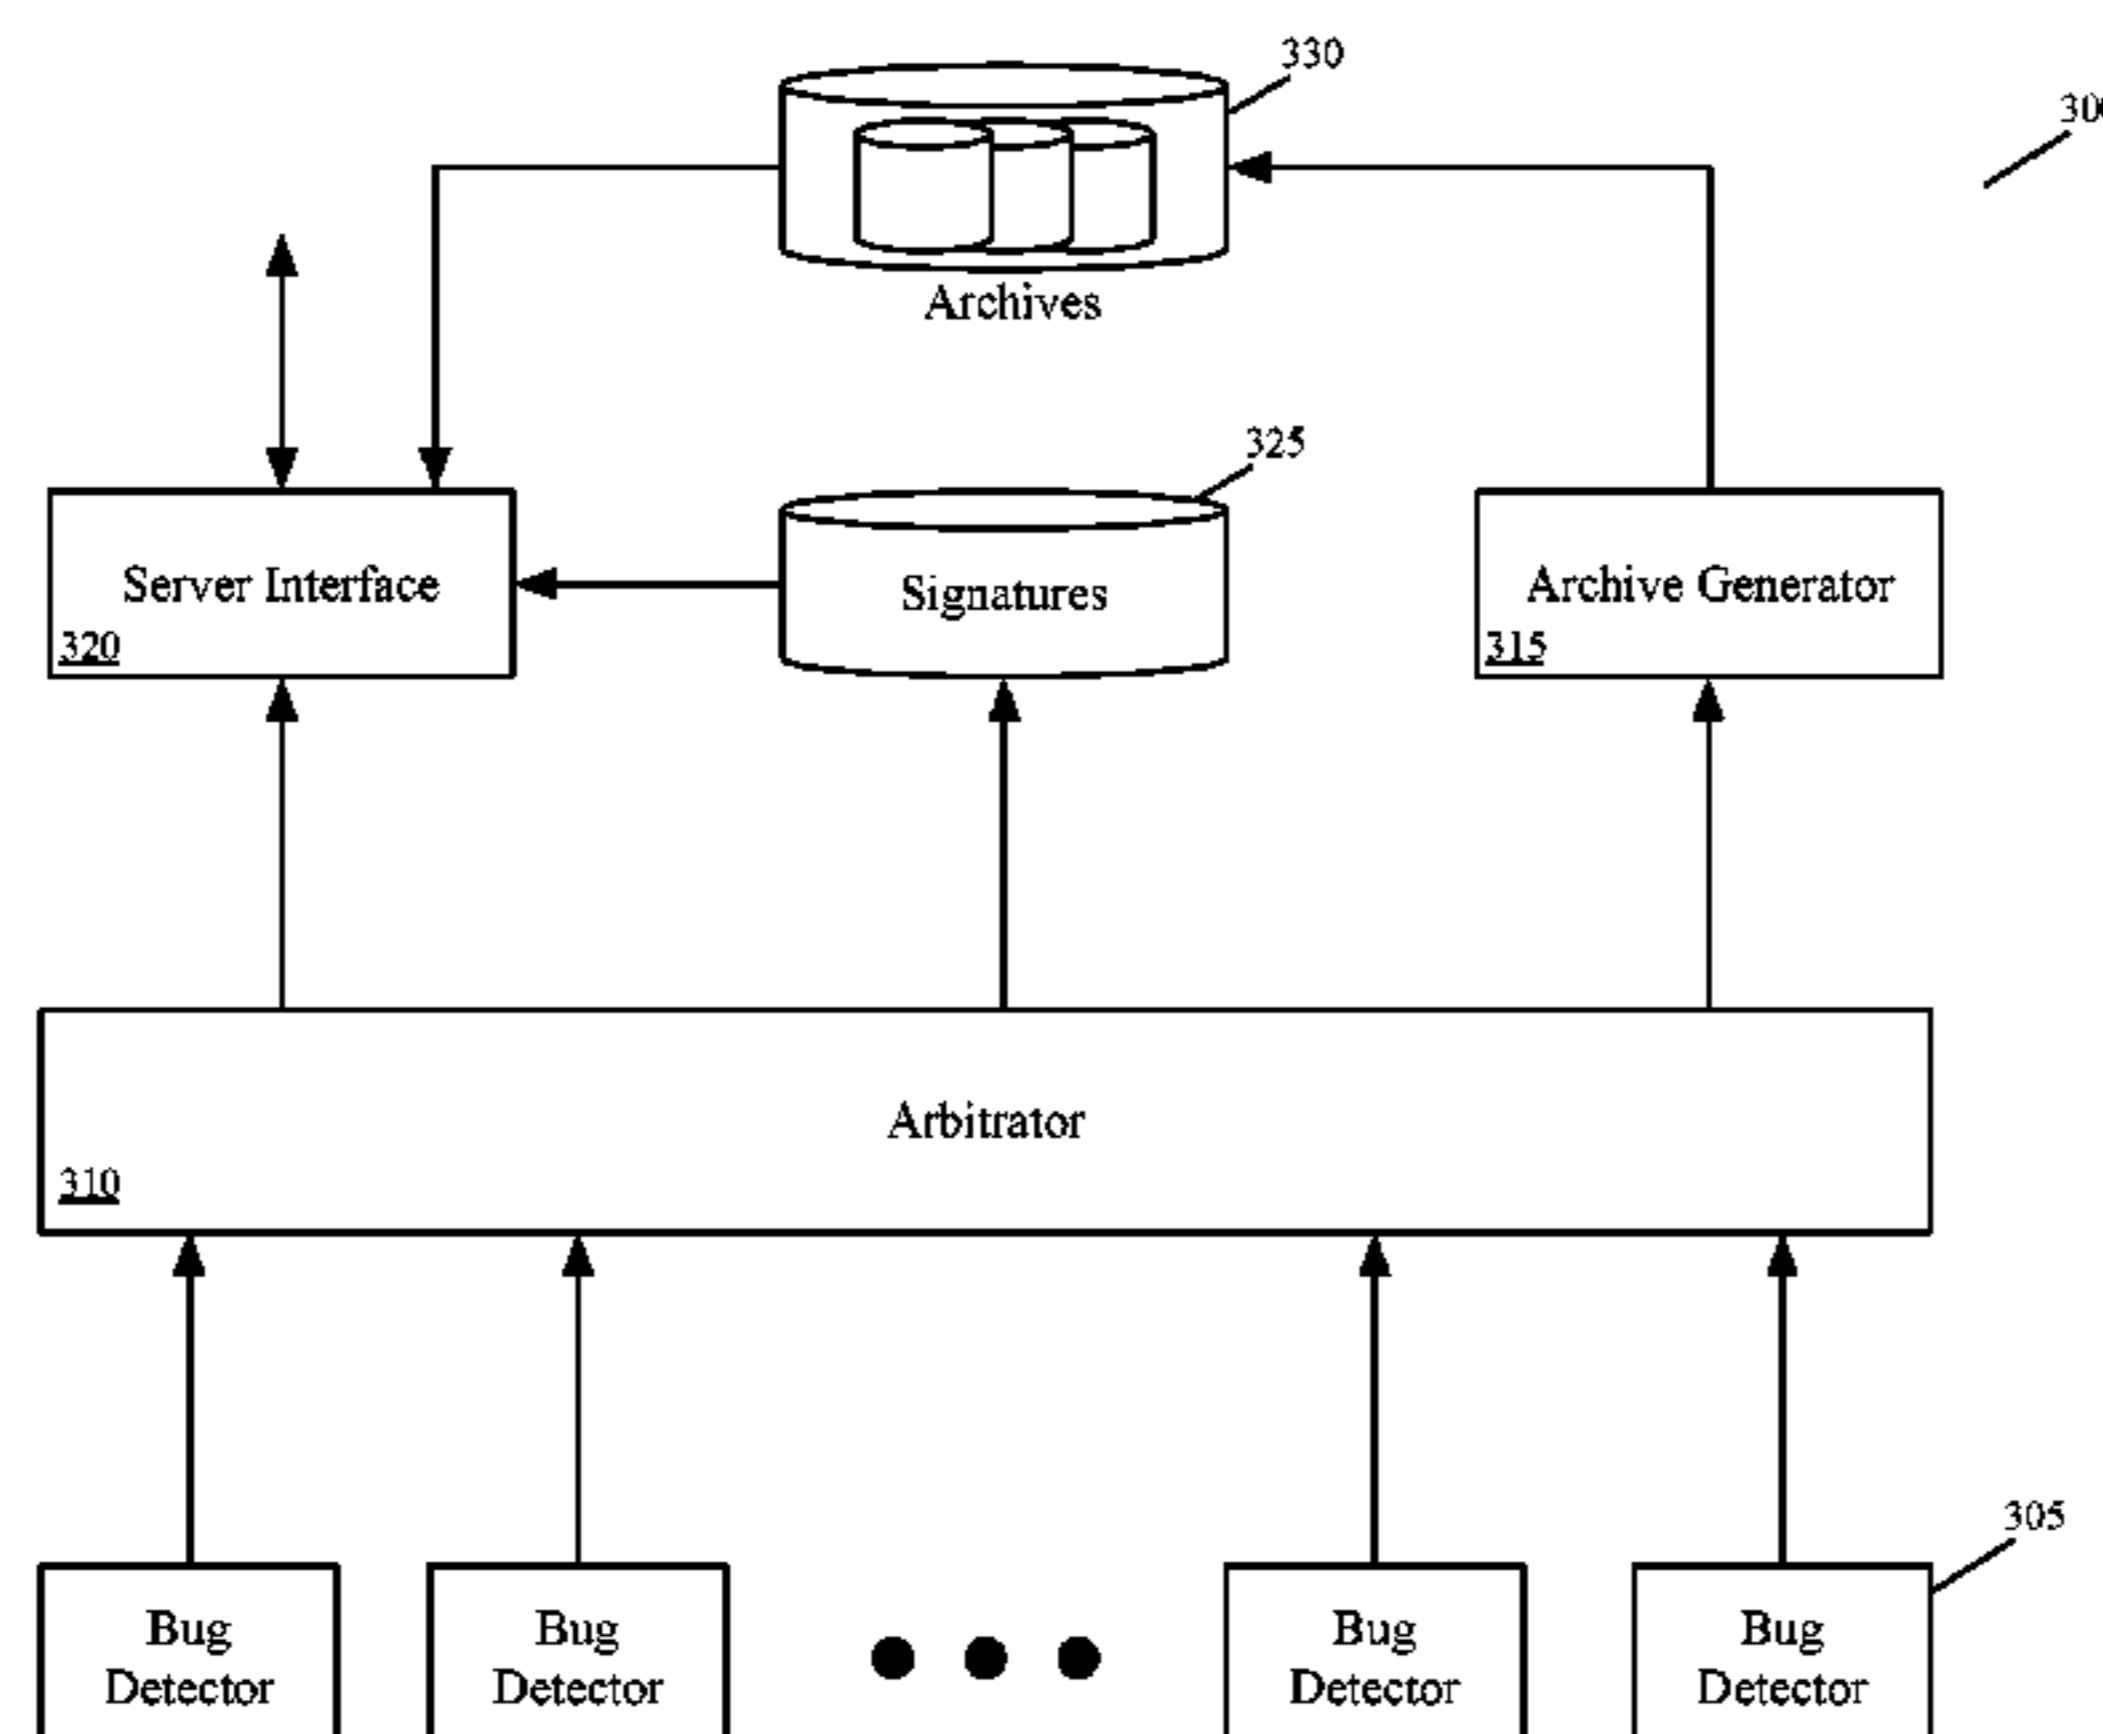 330
Archives
325
Server Interface
320
Signatures
Archive Generator
315
Arbitrator
310
305
Bug
Detector
Bug
Detector
Bug
Detector
Bug
Detector